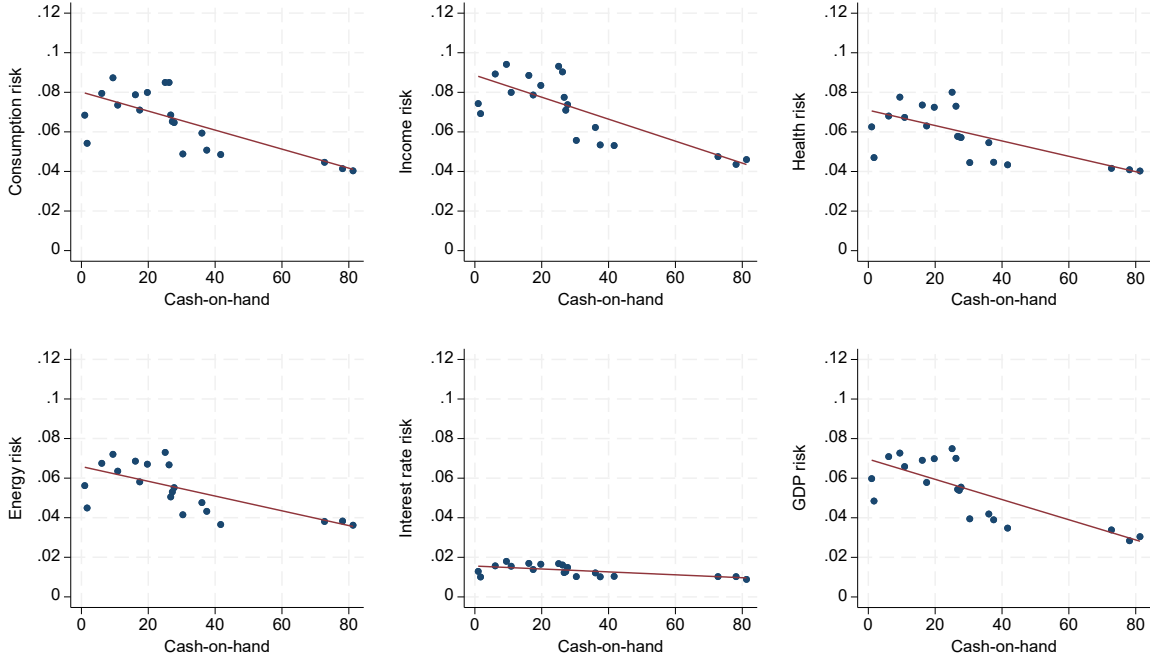 .12 .12 .12
.1 .1 .1
.08 .08 .08
.06 .06 .06
.04 .04 .04
.02 .02 .02
0 0 0
Consumption risk
Income risk
Health risk
0 20 40 60 80 0 20 40 60 80 0 20 40 60 80
Cash-on-hand Cash-on-hand Cash-on-hand
.12 .12 .12
.1 .1 .1
.08 .08 .08
.06 .06 .06
.04 .04 .04
.02 .02 .02
0 0 0
Energy risk
Interest rate risk
GDP risk
0 20 40 60 80 0 20 40 60 80 0 20 40 60 80
Cash-on-hand Cash-on-hand Cash-on-hand